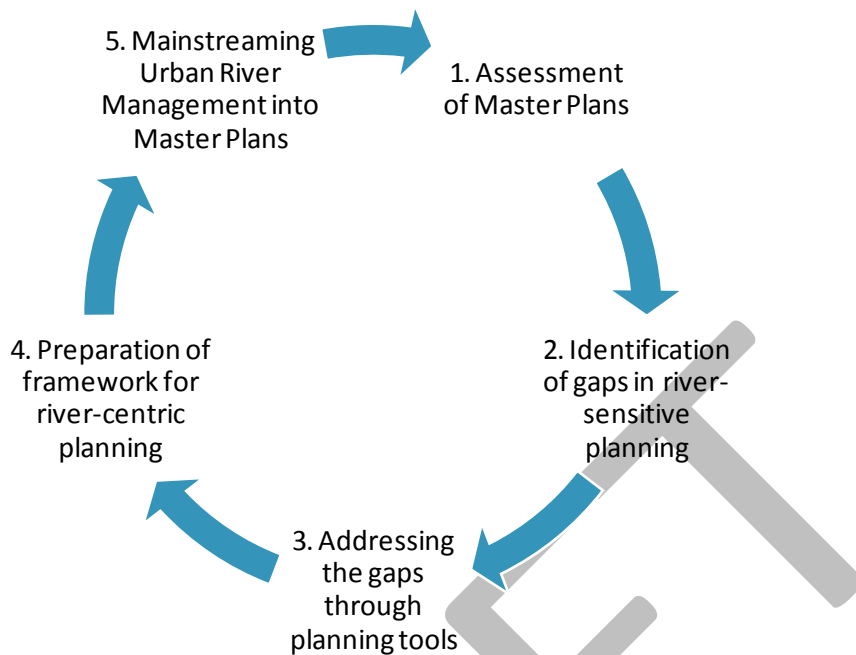 1. Assessment
of Master Plans
2. Identification
of gaps in river-
sensitive
planning
3. Addressing
the gaps
through
planning tools
4. Preparation of
framework for
river-centric
planning
5. Mainstreaming
Urban River
Management into
Master Plans